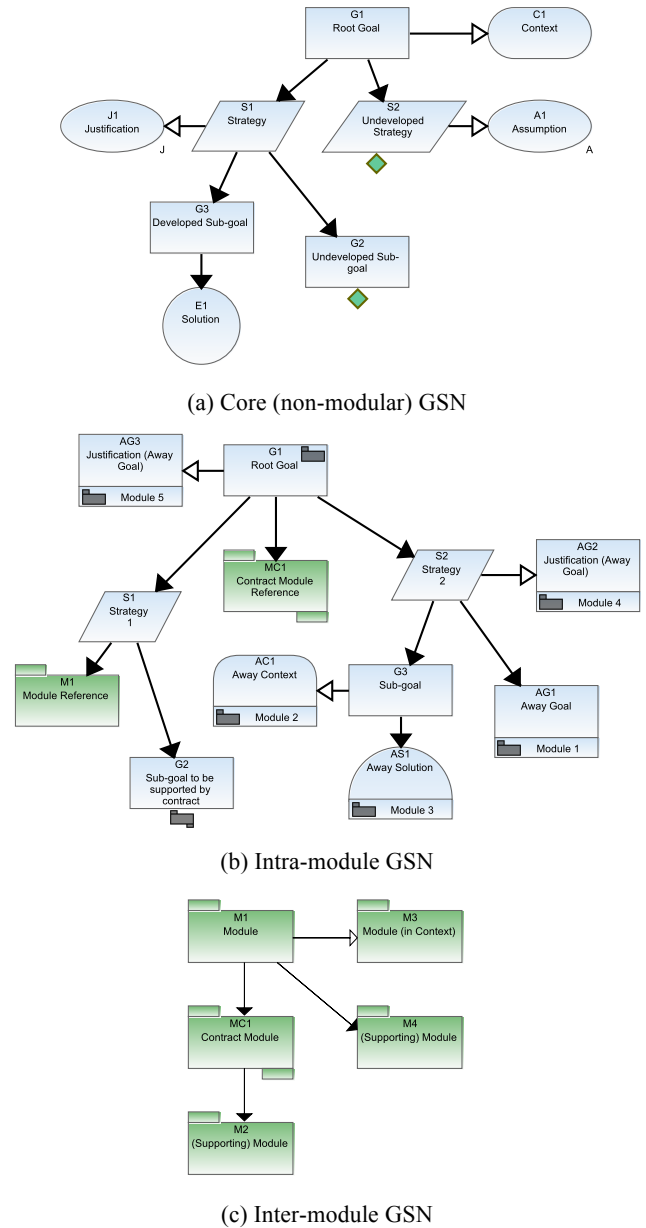 G1
Root Goal
C1
Context
J1
Justification
J
S1
Strategy
S2
Undeveloped
Strategy
A1
Assumption
A
G3
Developed Sub-goal
G2
Undeveloped Sub-
goal
E1
Solution
(a) Core (non-modular) GSN
AG3
Justification (Away
Goal)
Module 5
G1
Root Goal
MC1
Contract Module
Reference
S2
Strategy
2
AG2
Justification (Away
Goal)
Module 4
S1
Strategy
1
M1
Module Reference
AC1
Away Context
Module 2
G3
Sub-goal
AG1
Away Goal
Module 1
G2
Sub-goal to be
supported by
contract
AS1
Away Solution
Module 3
(b) Intra-module GSN
M1
Module
M3
Module (in Context)
MC1
Contract Module
M4
(Supporting) Module
M2
(Supporting) Module
(c) Inter-module GSN